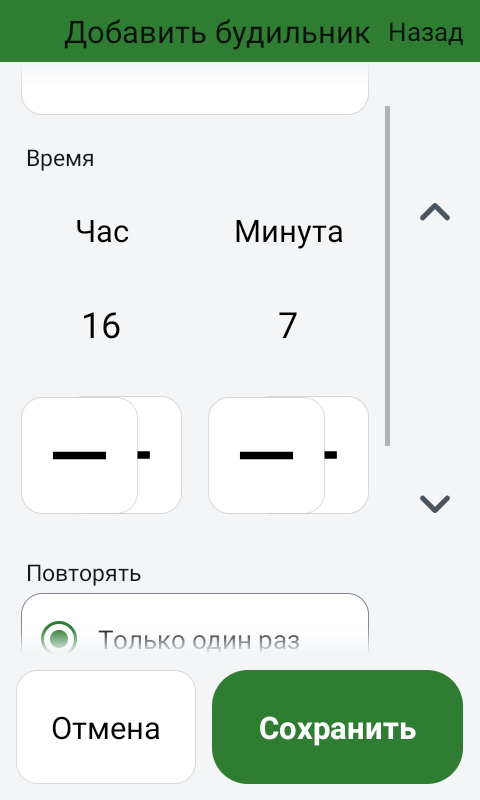 Добавить будильник Назад
Время
Час Минута
16 7
Повторять
Только один раз
Отмена Сохранить